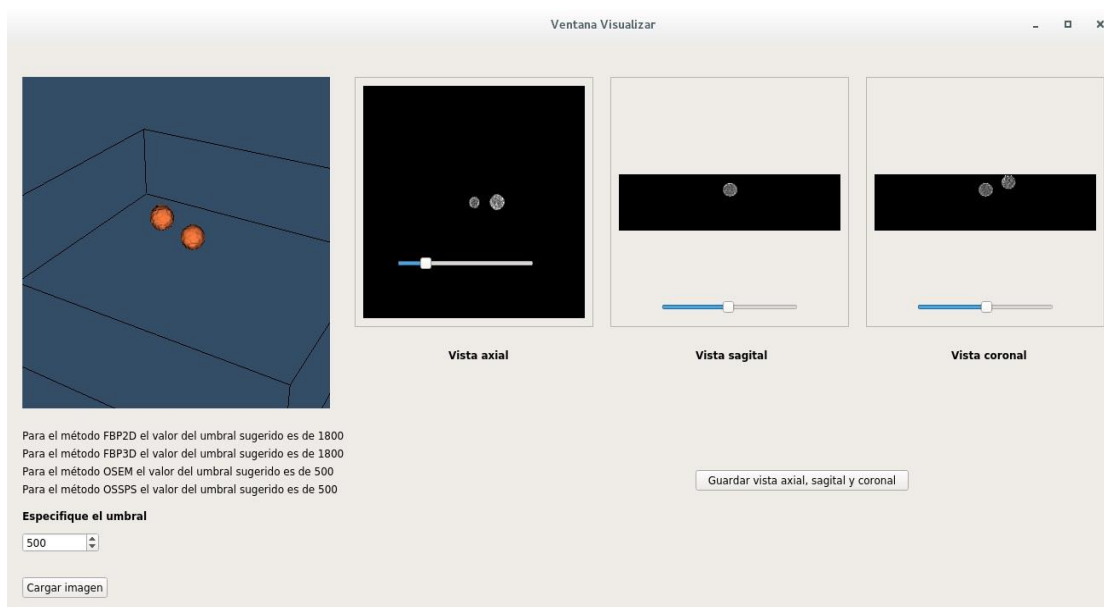 Ventana Visualizar
Vista axial
Vista sagital
Vista coronal
Para el método FBP2D el valor del umbral sugerido es de 1800
Para el método FBP3D el valor del umbral sugerido es de 1800
Para el método OSEM el valor del umbral sugerido es de 500
Para el método OSSPS el valor del umbral sugerido es de 500
Guardar vista axial, sagital y coronal
Especifique el umbral
500
Cargar imagen